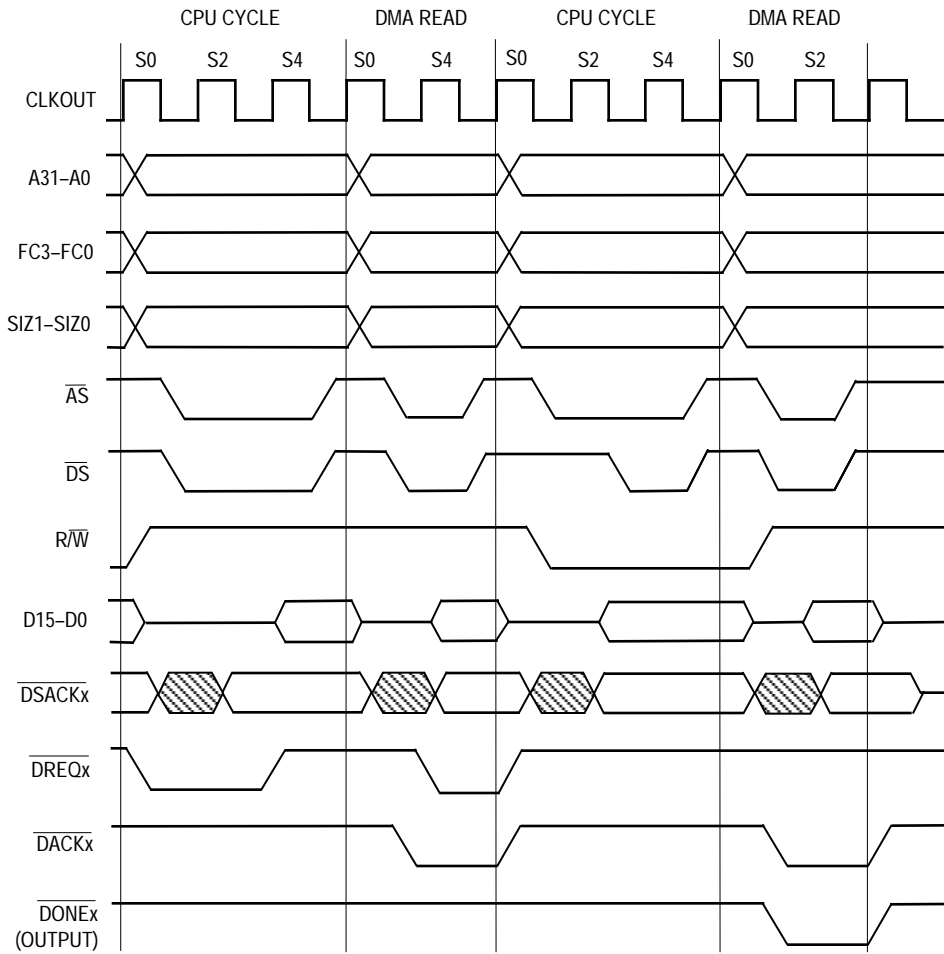 CPU CYCLE DMA READ CPU CYCLE DMA READ
S0 S2 S4 S0 S4 S0 S2 S4 S0 S2
CLKOUT
A31–A0
FC3–FC0
SIZ1–SIZ0
AS
DS
R/W
D15–D0
DSACKx
DREQx
DACKx
DONEx
(OUTPUT)